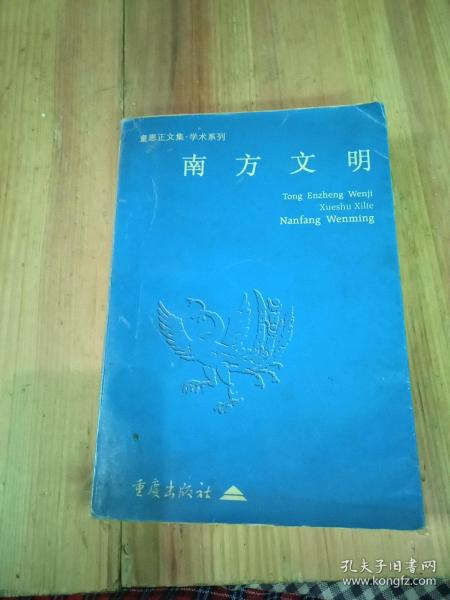 童恩正文集·学术系列
南方文明
Tong Enzheng Wenji
Xueshu Xilie
Nanfang Wenming
重庆出版社
孔夫子旧书网
www.kongfz.com